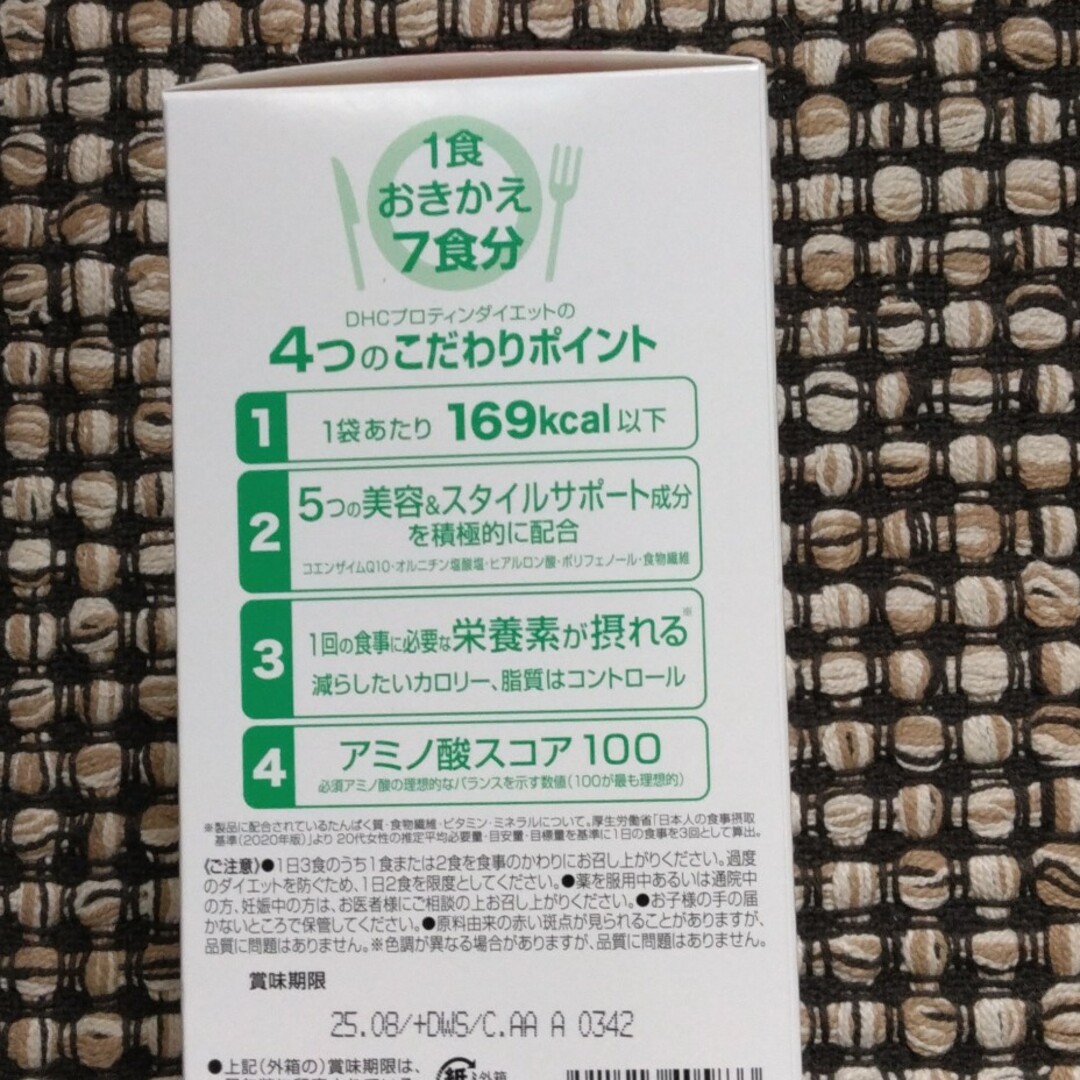 1食
おきかえ
7食分
DHCプロティンダイエットの
4つのこだわりポイント
1
1袋あたり 169kcal以下
2
5つの美容&スタイルサポート成分
を積極的に配合
コエンザイムQ10・オルニチン塩酸塩・ヒアルロン酸・ポリフェノール・食物繊維
3
1回の食事に必要な栄養素が摂れる※
減らしたいカロリー、脂質はコントロール
4
アミノ酸スコア100
必須アミノ酸の理想的なバランスを示す数値(100が最も理想的)
※製品に配合されているたんぱく質・食物繊維・ビタミン・ミネラルについて。厚生労働省「日本人の食事摂取
基準(2020年版)」より 20代女性の推定平均必要量・目安量・目標量を基準に1日の食事を3回として算出。
《ご注意》●1日3食のうち1食または2食を食事のかわりにお召し上がりください。過度
のダイエットを防ぐため、1日2食を限度としてください。●薬を服用中あるいは通院中
の方、妊娠中の方は、お医者様にご相談の上お召し上がりください。●お子様の手の届
かないところで保管してください。●原料由来の赤い斑点が見られることがありますが、
品質に問題はありません。※色調が異なる場合がありますが、品質に問題はありません。
賞味期限
25.08/+DWS/C.AA A 0342
●上記(外箱の)賞味期限は、
紙 外箱